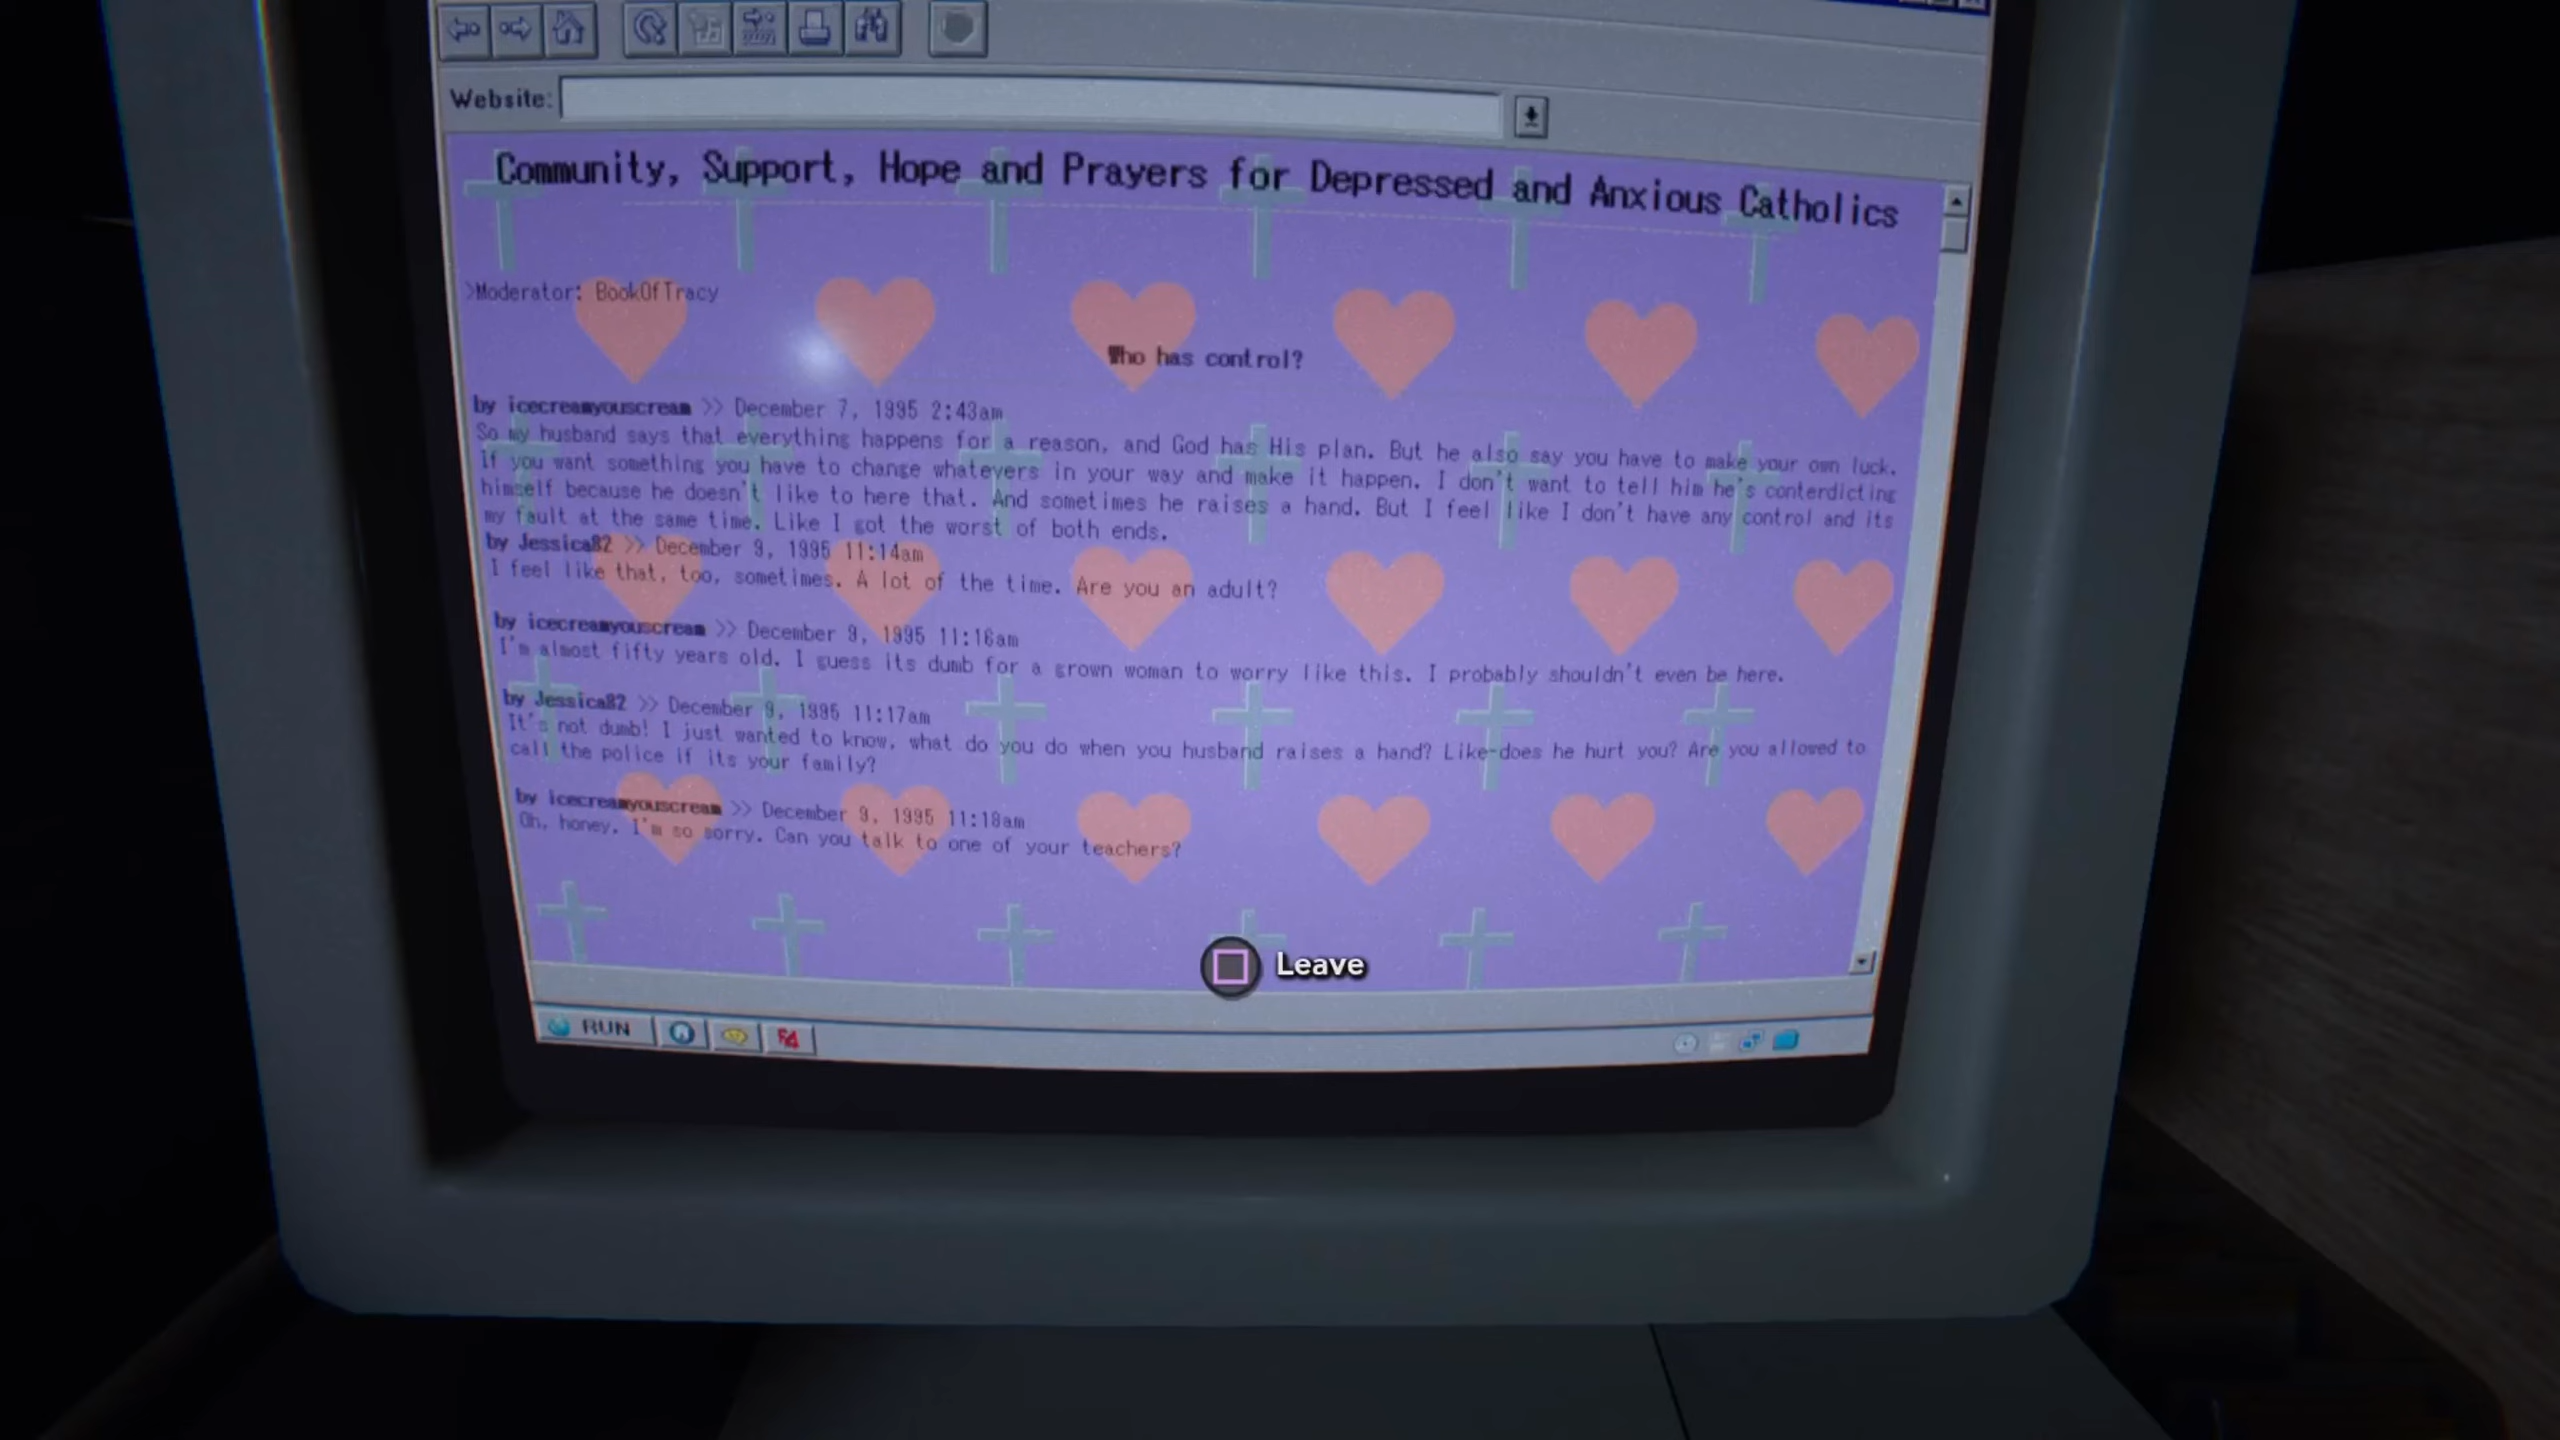 Website:
Community, Support, Hope and Prayers for Depressed and Anxious Catholics
>Moderator: BookOfTracy
Who has control?
by icecreamyouscream >> December 7, 1995 2:43am
So my husband says that everything happens for a reason, and God has His plan. But he also say you have to make your own luck.
If you want something you have to change whatevers in your way and make it happen. I don't want to tell him he's conterdicting
himself because he doesn't like to here that. And sometimes he raises a hand. But I feel like I don't have any control and its
my fault at the same time. Like I got the worst of both ends.
by Jessica82 >> December 9, 1995 11:14am
I feel like that, too, sometimes. A lot of the time. Are you an adult?
by icecreamyouscream >> December 9, 1995 11:16am
I'm almost fifty years old. I guess its dumb for a grown woman to worry like this. I probably shouldn't even be here.
by Jessica82 >> December 9, 1995 11:17am
It's not dumb! I just wanted to know, what do you do when you husband raises a hand? Like-does he hurt you? Are you allowed to
call the police if its your family?
by icecreamyouscream >> December 9, 1995 11:18am
Oh, honey, I'm so sorry. Can you talk to one of your teachers?
Leave
RUN